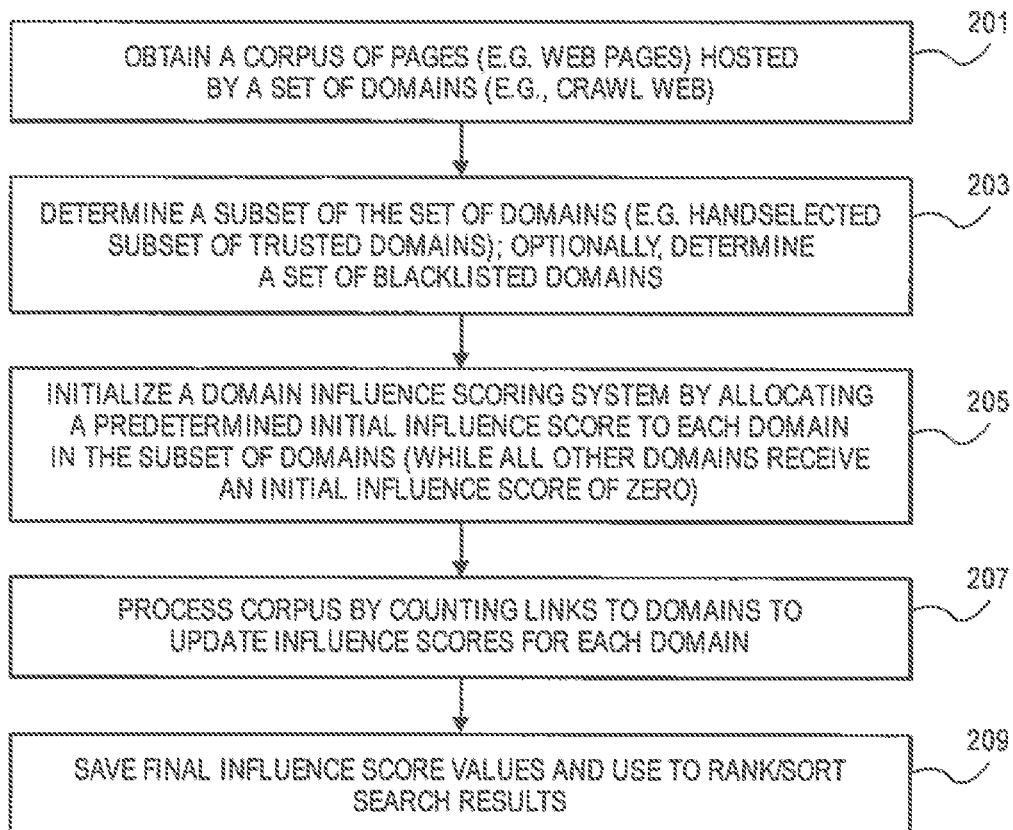 201
OBTAIN A CORPUS OF PAGES (E.G. WEB PAGES) HOSTED
BY A SET OF DOMAINS (E.G., CRAWL WEB)
203
DETERMINE A SUBSET OF THE SET OF DOMAINS (E.G. HANDSELECTED
SUBSET OF TRUSTED DOMAINS); OPTIONALLY, DETERMINE
A SET OF BLACKLISTED DOMAINS
205
INITIALIZE A DOMAIN INFLUENCE SCORING SYSTEM BY ALLOCATING
A PREDETERMINED INITIAL INFLUENCE SCORE TO EACH DOMAIN
IN THE SUBSET OF DOMAINS (WHILE ALL OTHER DOMAINS RECEIVE
AN INITIAL INFLUENCE SCORE OF ZERO)
207
PROCESS CORPUS BY COUNTING LINKS TO DOMAINS TO
UPDATE INFLUENCE SCORES FOR EACH DOMAIN
209
SAVE FINAL INFLUENCE SCORE VALUES AND USE TO RANK/SORT
SEARCH RESULTS